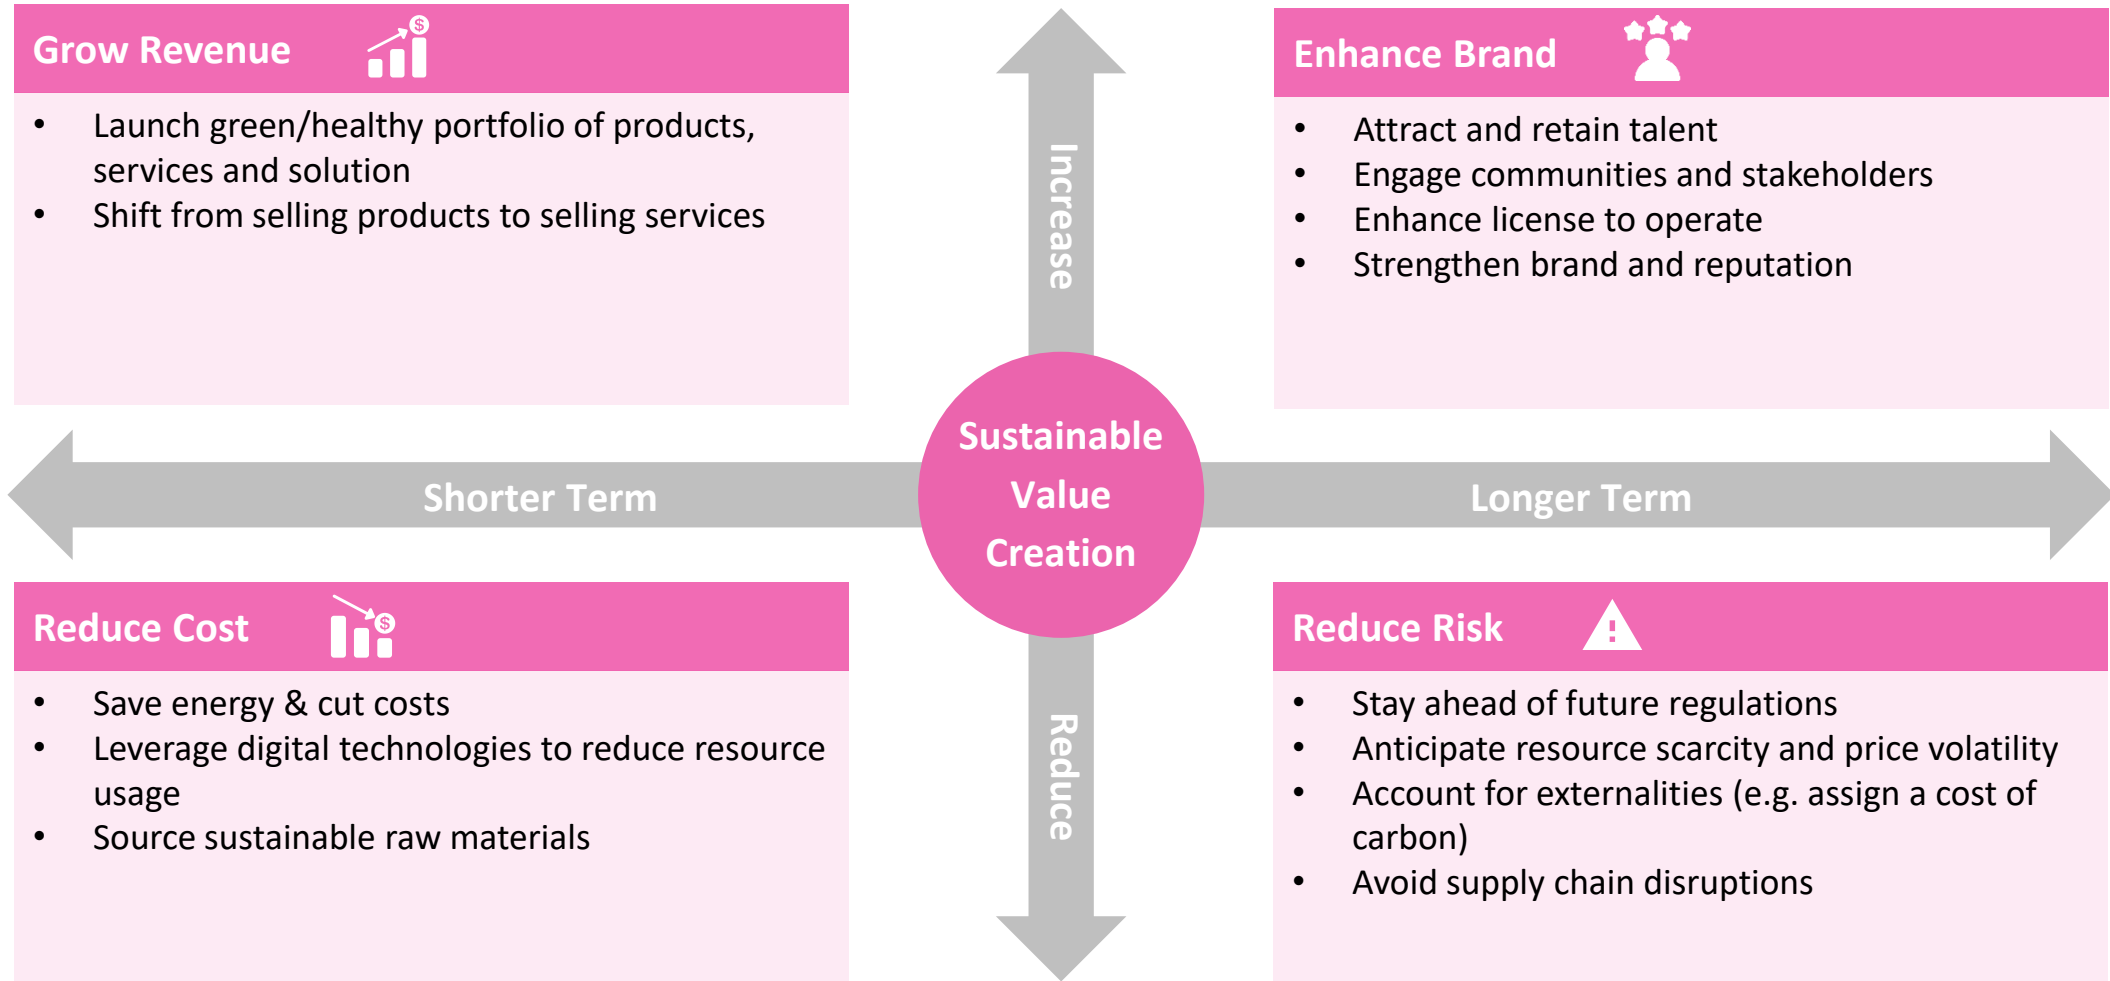 Grow Revenue
• Launch green/healthy portfolio of products,
services and solution
• Shift from selling products to selling services
Increase
Enhance Brand
• Attract and retain talent
• Engage communities and stakeholders
• Enhance license to operate
• Strengthen brand and reputation
Shorter Term
Sustainable
Value
Creation
Longer Term
Reduce Cost
• Save energy & cut costs
• Leverage digital technologies to reduce resource
usage
• Source sustainable raw materials
Reduce
Reduce Risk
• Stay ahead of future regulations
• Anticipate resource scarcity and price volatility
• Account for externalities (e.g. assign a cost of
carbon)
• Avoid supply chain disruptions